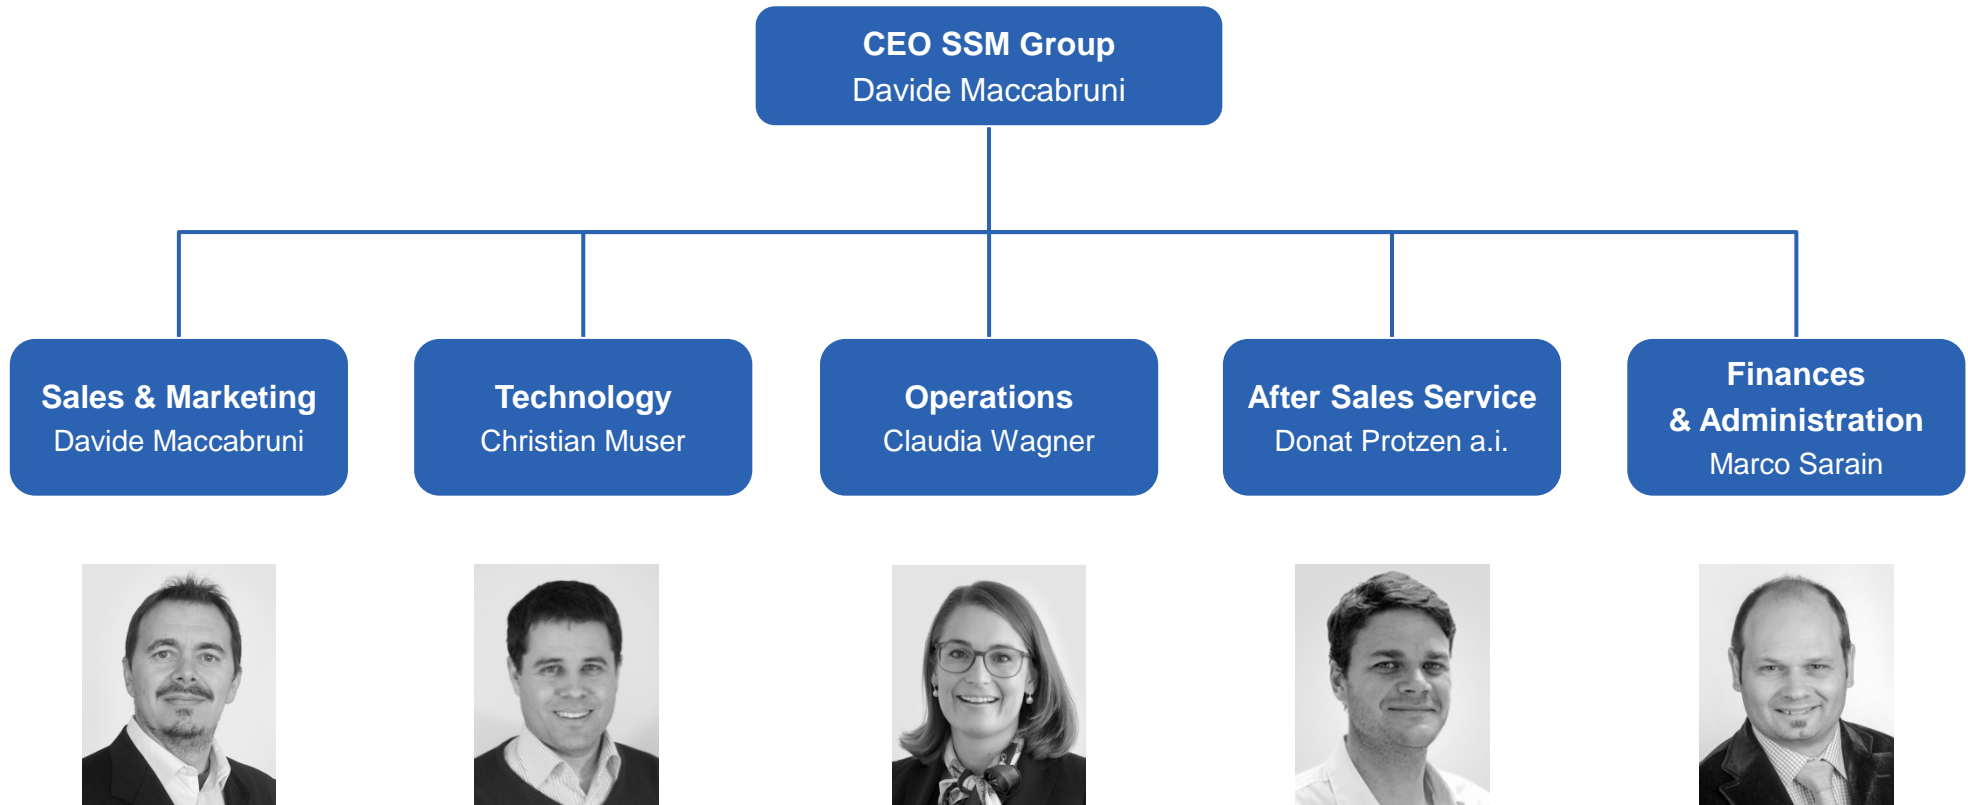 CEO SSM Group
Davide Maccabruni
Sales & Marketing
Davide Maccabruni
Technology
Christian Muser
Operations
Claudia Wagner
After Sales Service
Donat Protzen a.i.
Finances
& Administration
Marco Sarain